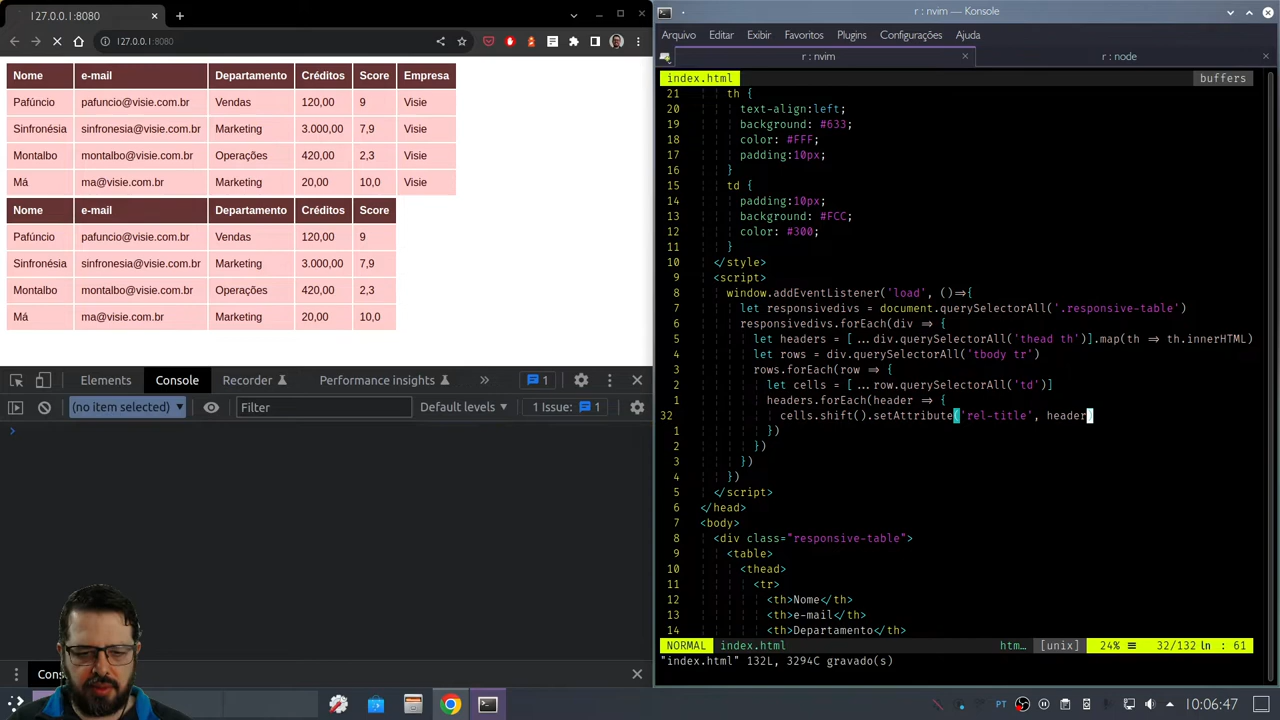 127.0.0.1:8080
127.0.0.1:8080
Nome e-mail Departamento Créditos Score Empresa
Pafúncio pafuncio@visie.com.br Vendas 120,00 9 Visie
Sinfronésia sinfronesia@visie.com.br Marketing 3.000,00 7,9 Visie
Montalbo montalbo@visie.com.br Operações 420,00 2,3 Visie
Má ma@visie.com.br Marketing 20,00 10,0 Visie
Nome e-mail Departamento Créditos Score
Pafúncio pafuncio@visie.com.br Vendas 120,00 9
Sinfronésia sinfronesia@visie.com.br Marketing 3.000,00 7,9
Montalbo montalbo@visie.com.br Operações 420,00 2,3
Má ma@visie.com.br Marketing 20,00 10,0
Elements Console Recorder Performance insights 1
(no item selected) Filter Default levels 1 Issue: 1
r : nvim — Konsole
Arquivo Editar Exibir Favoritos Plugins Configurações Ajuda
r : nvim r : node
index.html buffers
21 th {
20 text-align:left;
19 background: #633;
18 color: #FFF;
17 padding:10px;
16 }
15 td {
14 padding:10px;
13 background: #FCC;
12 color: #300;
11 }
10 </style>
9 <script>
8 window.addEventListener('load', ()=>{
7 let responsivedivs = document.querySelectorAll('.responsive-table')
6 responsivedivs.forEach(div => {
5 let headers = [...div.querySelectorAll('thead th')].map(th => th.innerHTML)
4 let rows = div.querySelectorAll('tbody tr')
3 rows.forEach(row => {
2 let cells = [...row.querySelectorAll('td')]
1 headers.forEach(header => {
32 cells.shift().setAttribute('rel-title', header)
1 })
2 })
3 })
4 })
5 </script>
6 </head>
7 <body>
8 <div class="responsive-table">
9 <table>
10 <thead>
11 <tr>
12 <th>Nome</th>
13 <th>e-mail</th>
14 <th>Departamento</th>
NORMAL index.html htm… [unix] 24% 32/132 ln : 61
"index.html" 132L, 3294C gravado(s)
PT 10:06:47